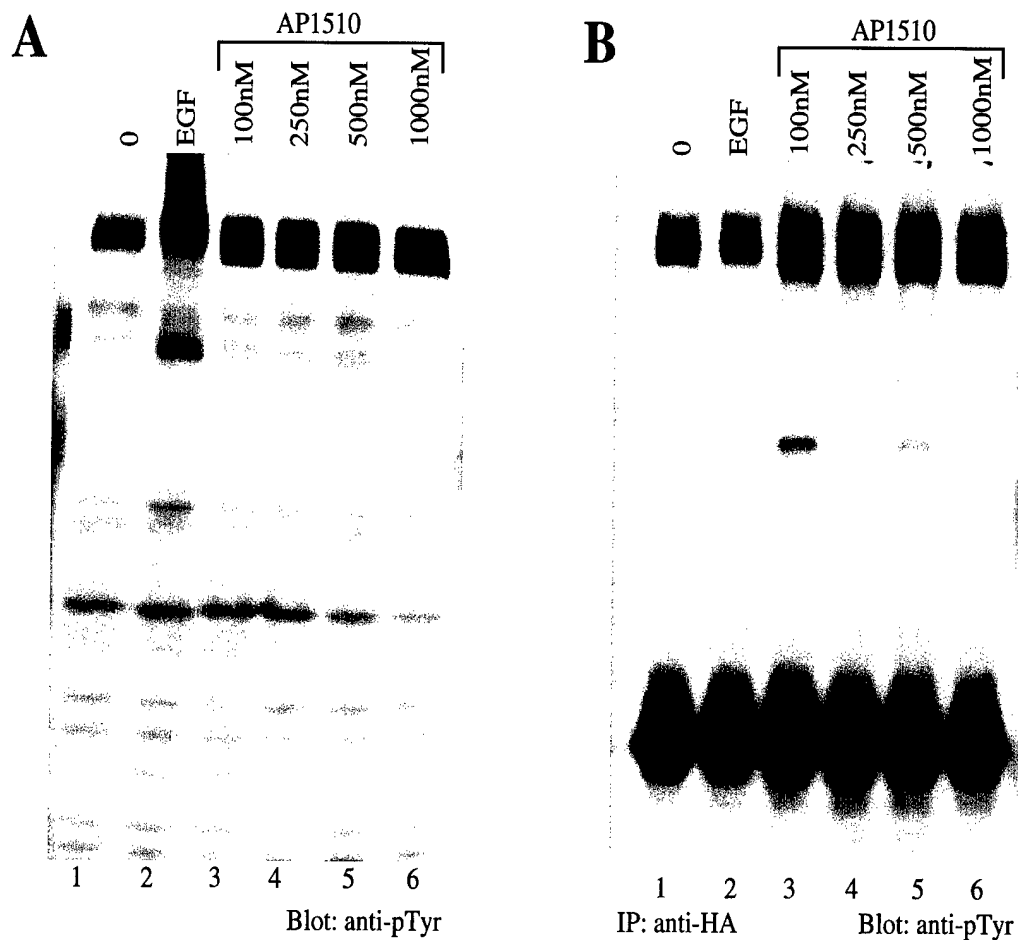 A
AP1510
0
EGF
100nM
250nM
500nM
1000nM
1
2
3
4
5
6
Blot: anti-pTyr
B
AP1510
0
EGF
100nM
250nM
500nM
1000nM
1
2
3
4
5
6
IP: anti-HA
Blot: anti-pTyr